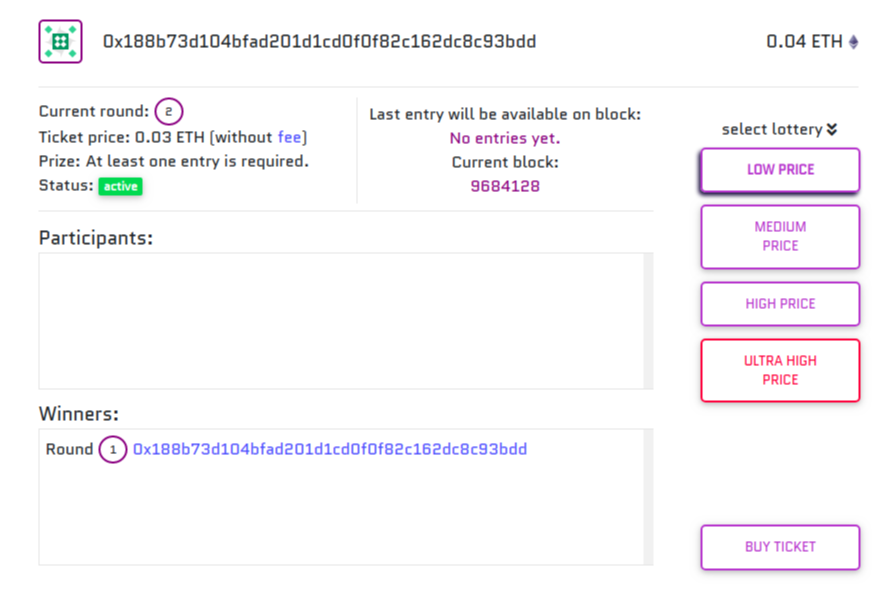 0x188b73d104bfad201d1cd0f0f82c162dc8c93bdd
0.04 ETH
Current round: 2
Ticket price: 0.03 ETH (without fee)
Prize: At least one entry is required.
Status: active
Last entry will be available on block:
No entries yet.
Current block:
9684128
select lottery
LOW PRICE
MEDIUM
PRICE
HIGH PRICE
ULTRA HIGH
PRICE
Participants:
Winners:
Round 1 0x188b73d104bfad201d1cd0f0f82c162dc8c93bdd
BUY TICKET